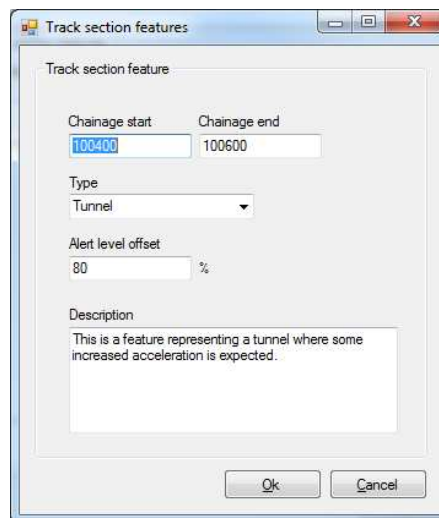 Track section features
Track section feature
Chainage start Chainage end
100400 100600
Type
Tunnel
Alert level offset
80 %
Description
This is a feature representing a tunnel where some
increased acceleration is expected.
Ok Cancel